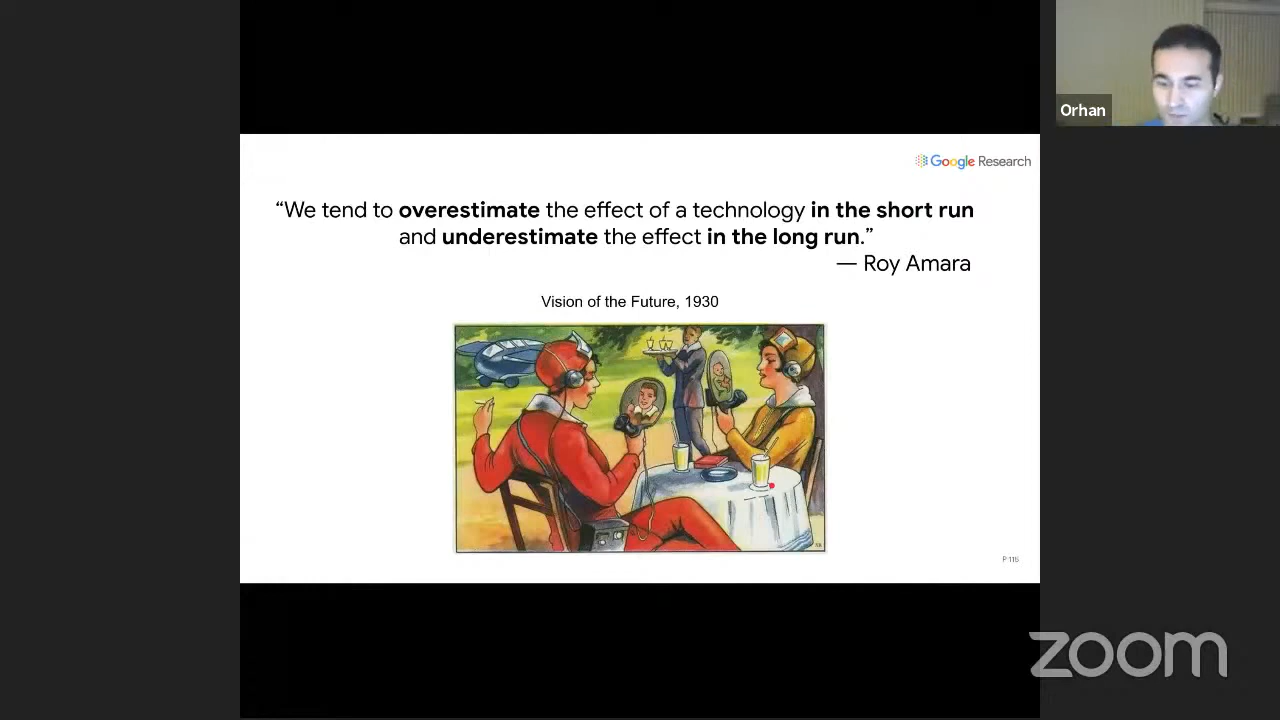 Orhan
Google Research
“We tend to overestimate the effect of a technology in the short run
and underestimate the effect in the long run.”
— Roy Amara
Vision of the Future, 1930
P 116
zoom